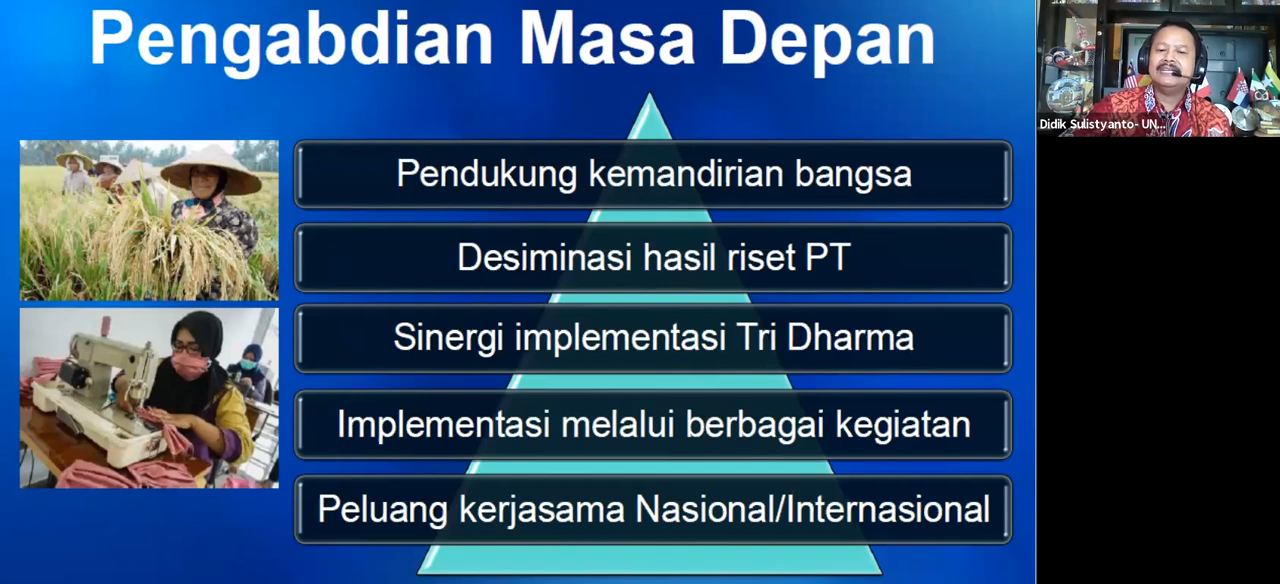 Pengabdian Masa Depan
Pendukung kemandirian bangsa
Desiminasi hasil riset PT
Sinergi implementasi Tri Dharma
Implementasi melalui berbagai kegiatan
Peluang kerjasama Nasional/Internasional
Didik Sulistyanto- UN...